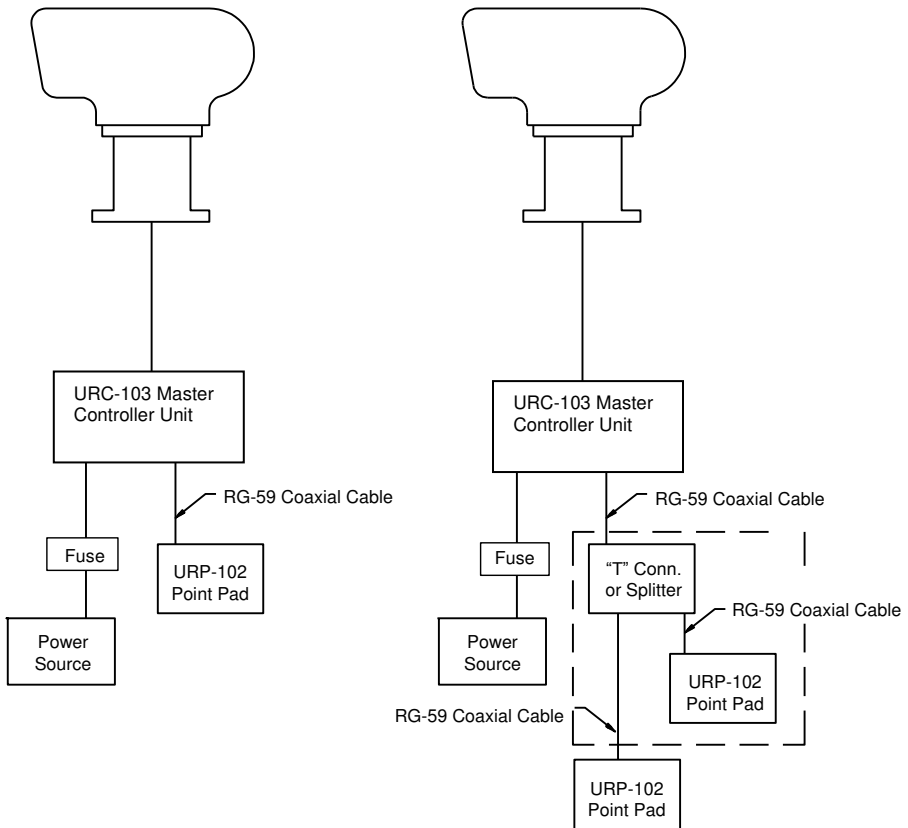 URC-103 Master
Controller Unit
RG-59 Coaxial Cable
Fuse
URP-102
Point Pad
Power
Source
URC-103 Master
Controller Unit
RG-59 Coaxial Cable
Fuse
“T” Conn.
or Splitter
RG-59 Coaxial Cable
Power
Source
URP-102
Point Pad
RG-59 Coaxial Cable
URP-102
Point Pad